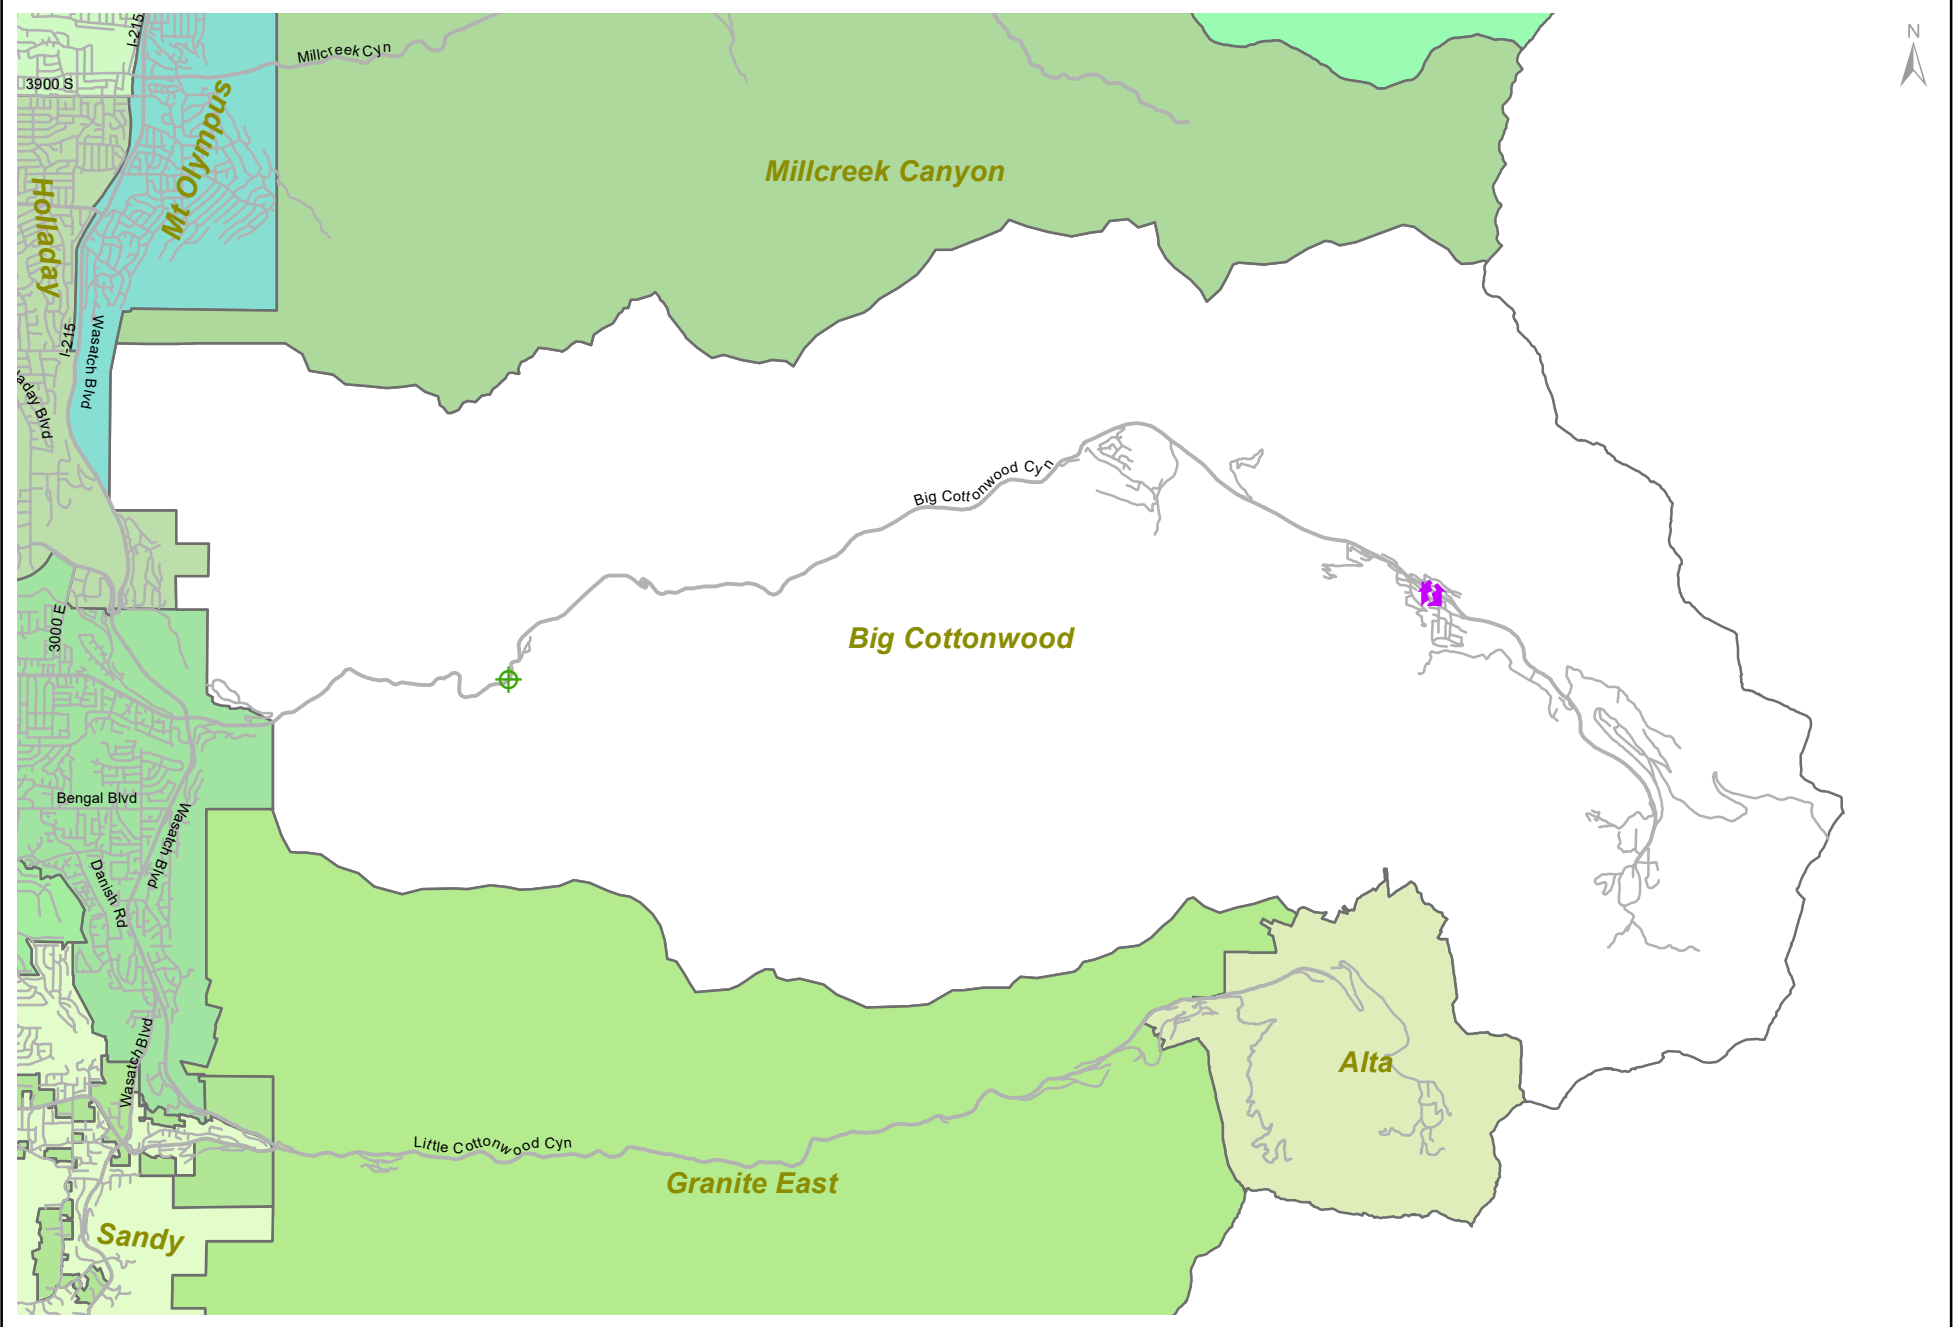 I-215
N
Millcreek Cyn
3900 S
Mt Olympus
Millcreek Canyon
Holladay
I-215
Wasatch Blvd
aday Blvd
Big Cottonwood Cyn
3000 E
Big Cottonwood
Bengal Blvd
Wasatch Blvd
Danish Rd
Wasatch Blvd
Alta
Little Cottonwood Cyn
Granite East
Sandy